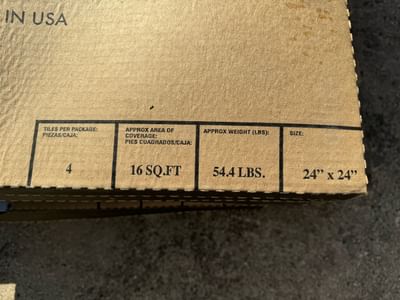 IN USA
TILES PER PACKAGE:
PIEZAS/CAJA:
4
APPROX AREA OF
COVERAGE:
PIES CUADRADOS/CAJA:
16 SQ.FT
APPROX WEIGHT (LBS):
54.4 LBS.
SIZE:
24" x 24"